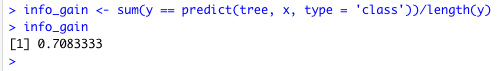 > info_gain <- sum(y == predict(tree, x, type = 'class'))/length(y)
> info_gain
[1] 0.7083333
>